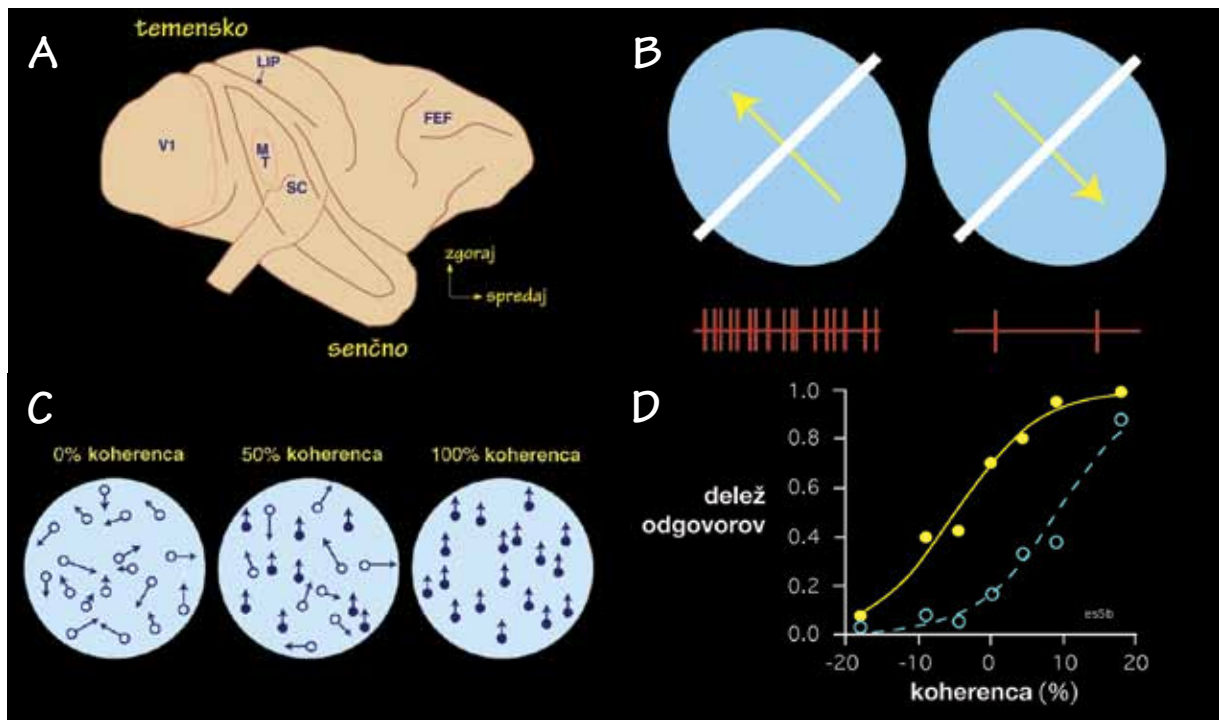 A
temensko
LIP
V1
M
T
SC
FEF
zgoraj
spredaj
senčno
B
C
0% koherenca
50% koherenca
100% koherenca
D
1.0
0.8
0.6
0.4
0.2
0.0
delež
odgovorov
es5b
-20
-10
0
10
20
koherenca (%)